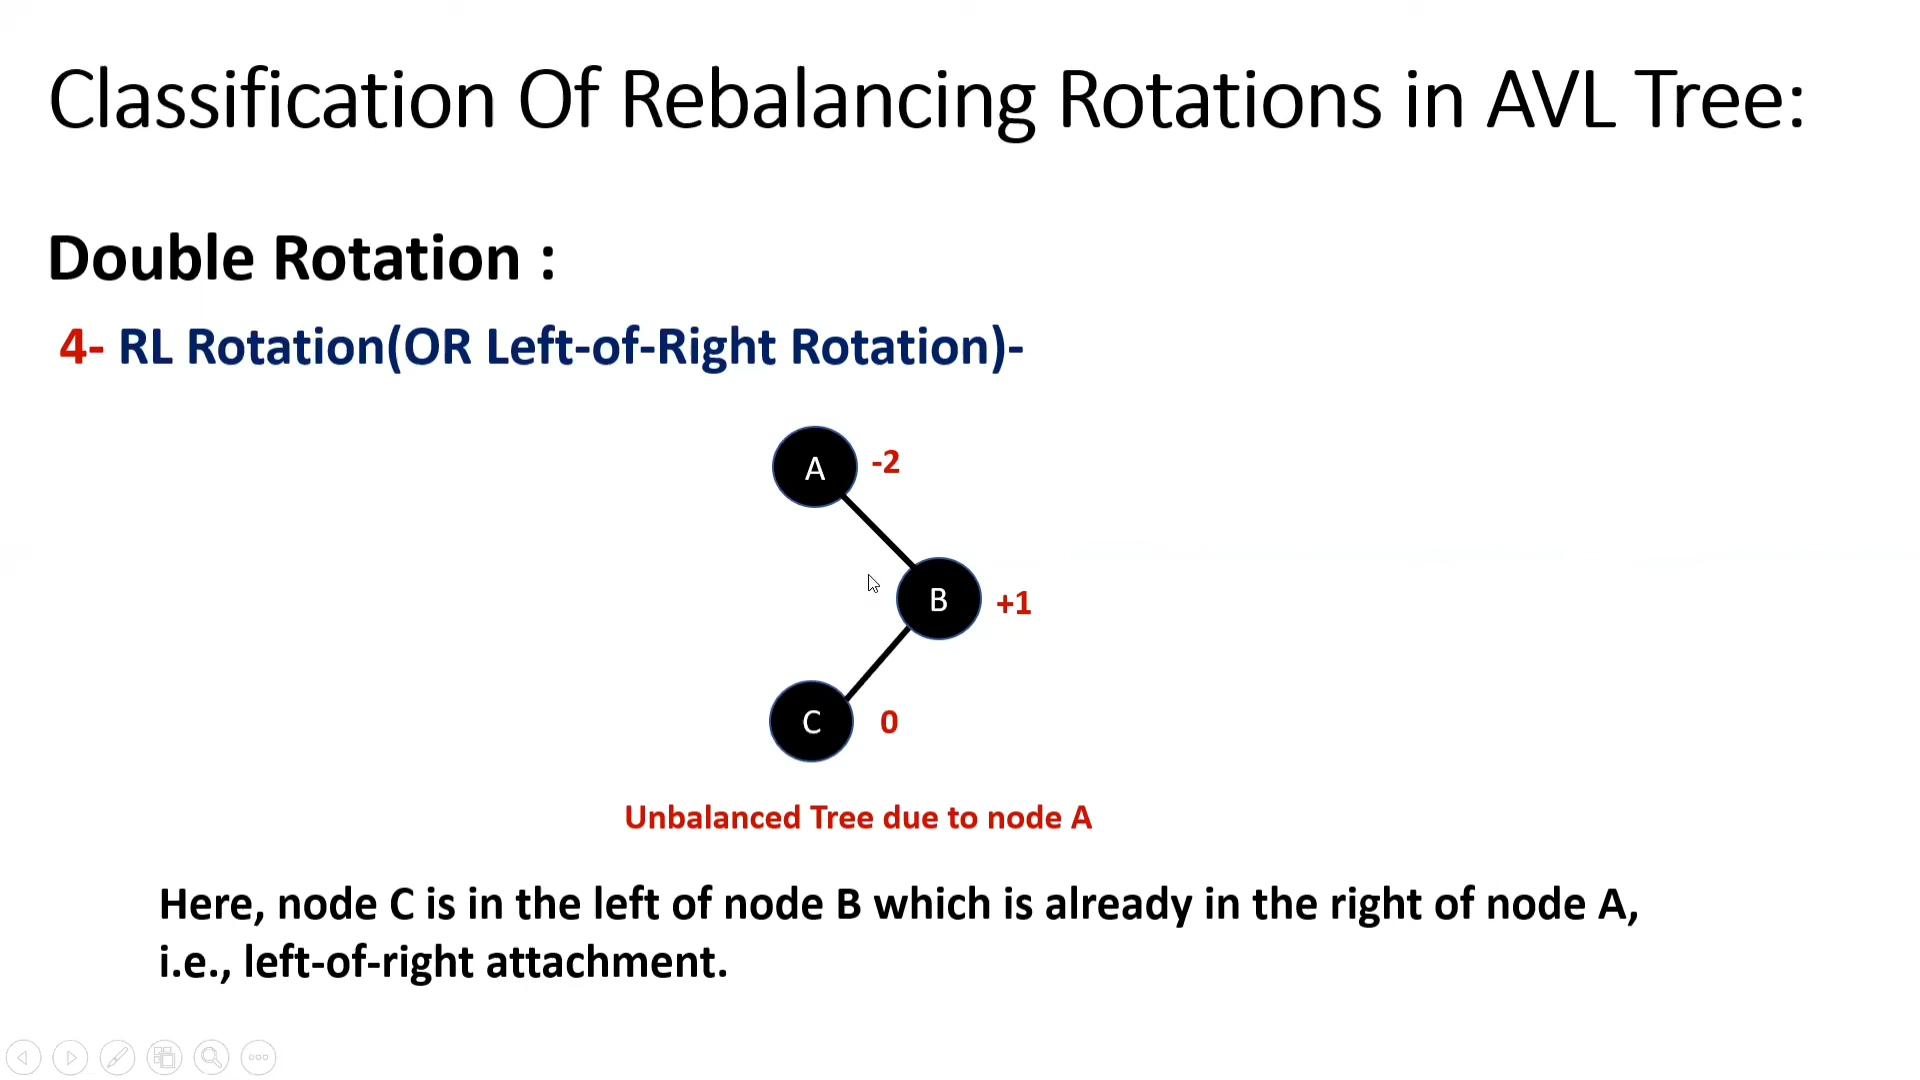 Classification Of Rebalancing Rotations in AVL Tree:
Double Rotation :
4- RL Rotation(OR Left-of-Right Rotation)-
A -2
B +1
C 0
Unbalanced Tree due to node A
Here, node C is in the left of node B which is already in the right of node A,
i.e., left-of-right attachment.